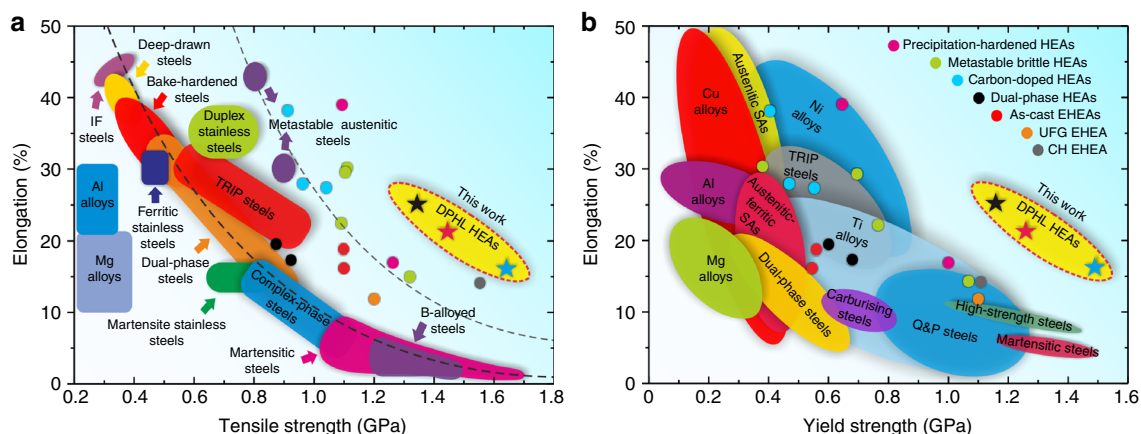 a
50
40
30
20
10
0
Elongation (%)
0.2
0.4
0.6
0.8
1.0
1.2
1.4
1.6
1.8
Tensile strength (GPa)
Deep-drawn
steels
Bake-hardened
steels
IF
steels
Duplex
stainless
steels
Metastable austenitic
steels
Al
alloys
Mg
alloys
Ferritic
stainless
steels
TRIP steels
Dual-phase
steels
Martensite stainless
steels
Complex-phase
steels
Martensitic
steels
B-alloyed
steels
This work
DPHL HEAs
b
50
40
30
20
10
0
Elongation (%)
0
0.2
0.4
0.6
0.8
1.0
1.2
1.4
1.6
Yield strength (GPa)
Precipitation-hardened HEAs
Metastable brittle HEAs
Carbon-doped HEAs
Dual-phase HEAs
As-cast EHEAs
UFG EHEA
CH EHEA
Cu
alloys
Austenitic SAs
Ni
alloys
TRIP
steels
Al
alloys
Austenitic-
ferritic
SAs
Ti
alloys
Mg
alloys
Dual-phase steels
Carburising
steels
Q&P steels
High-strength steels
Martensitic steels
This work
DPHL HEAs